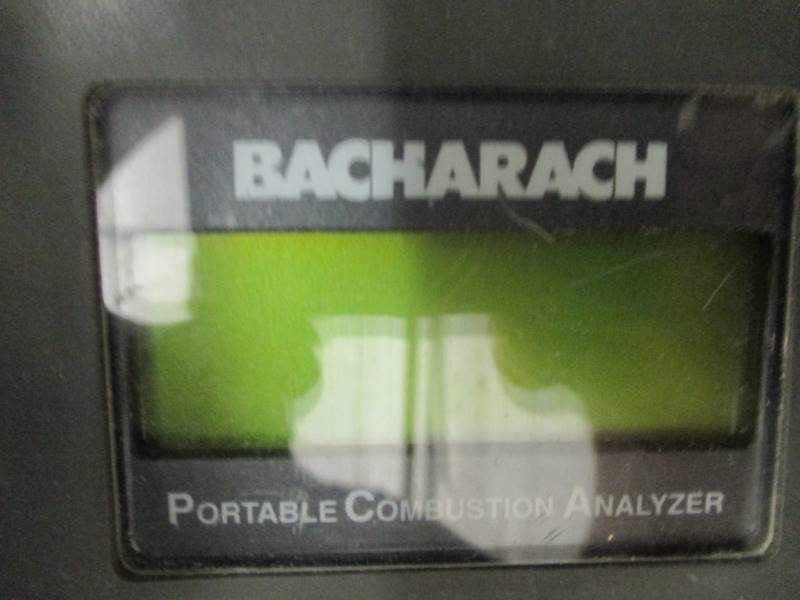 BACHARACH
PORTABLE COMBUSTION ANALYZER